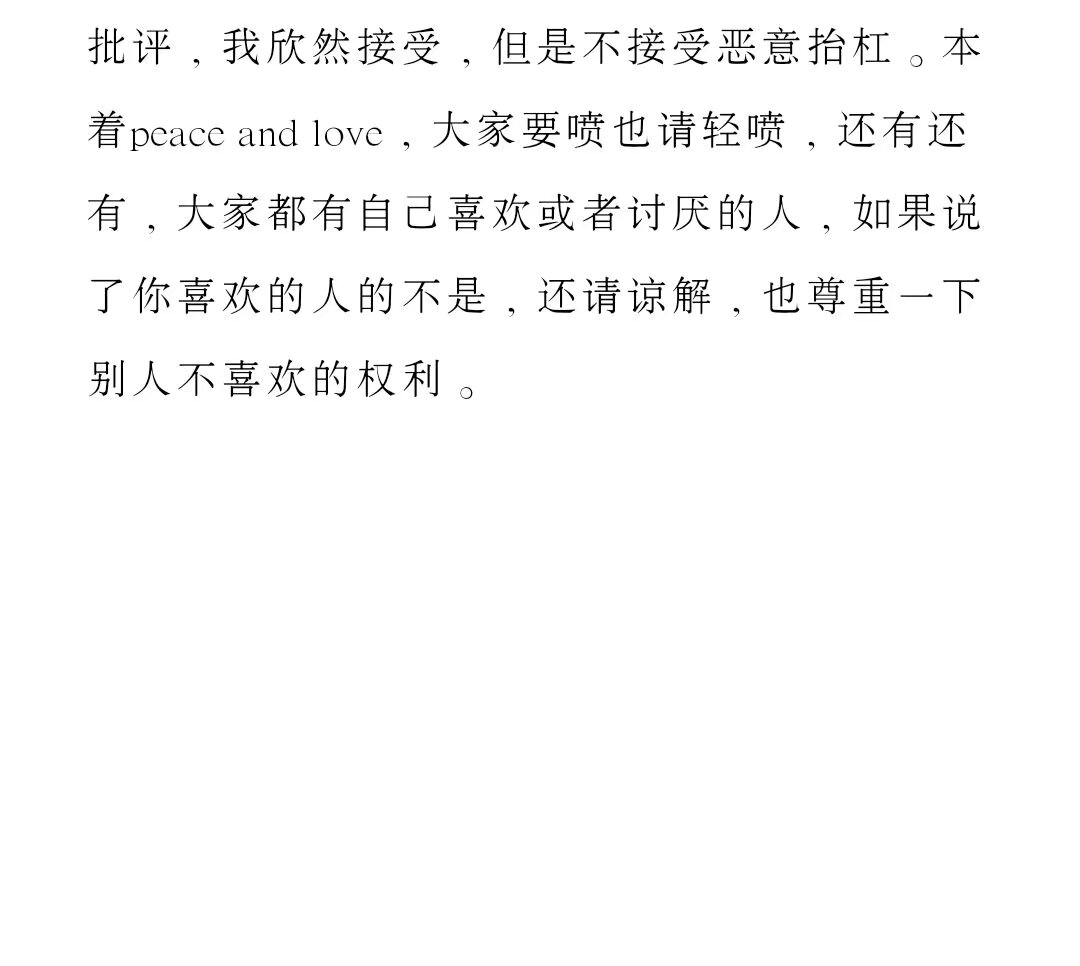 批评，我欣然接受，但是不接受恶意抬杠。本
着peace and love，大家要喷也请轻喷，还有还
有，大家都有自己喜欢或者讨厌的人，如果说
了你喜欢的人的不是，还请谅解，也尊重一下
别人不喜欢的权利。